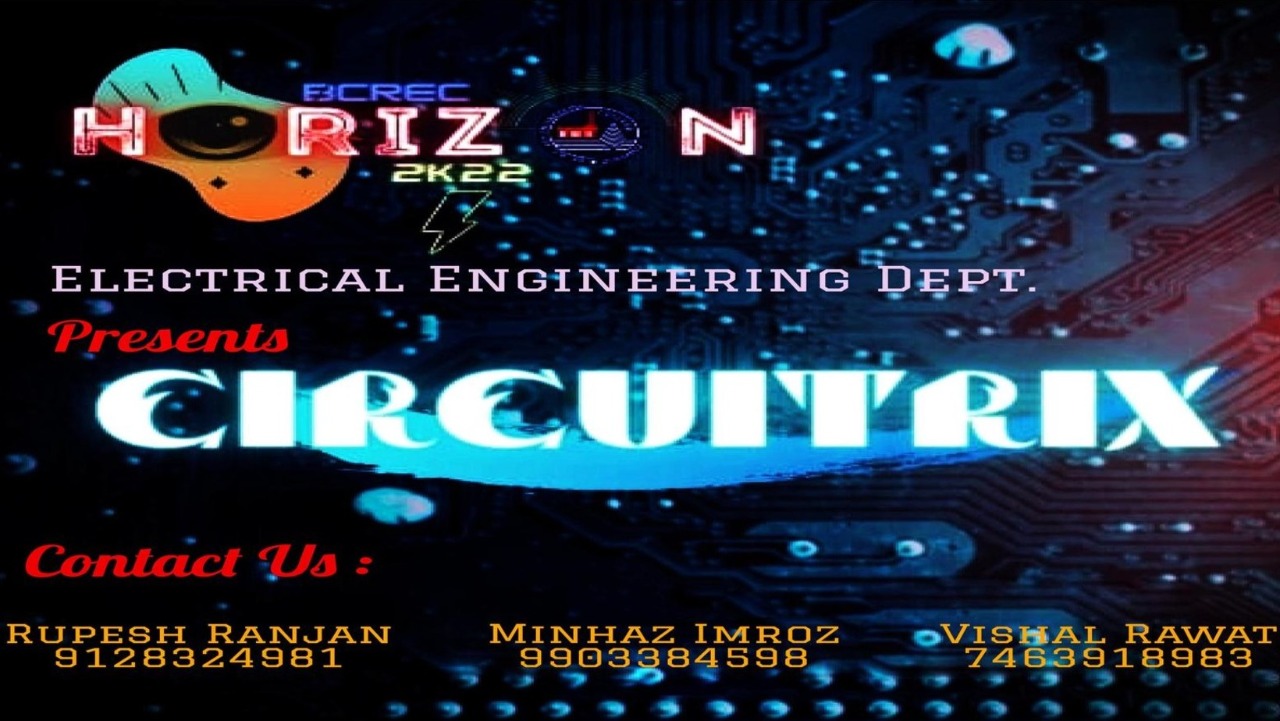 BCREC
HORIZON
2K22
ELECTRICAL ENGINEERING DEPT.
Presents
CIRCUITRIX
Contact Us :
RUPESH RANJAN MINHAZ IMROZ VISHAL RAWAT
9128324981 9903384598 7463918983